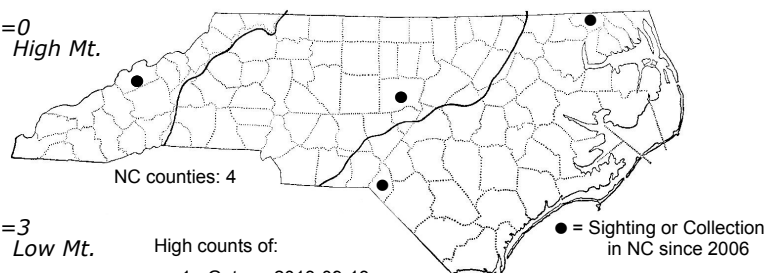 =0
High Mt.
NC counties: 4
● = Sighting or Collection
in NC since 2006
=3
Low Mt.
High counts of: